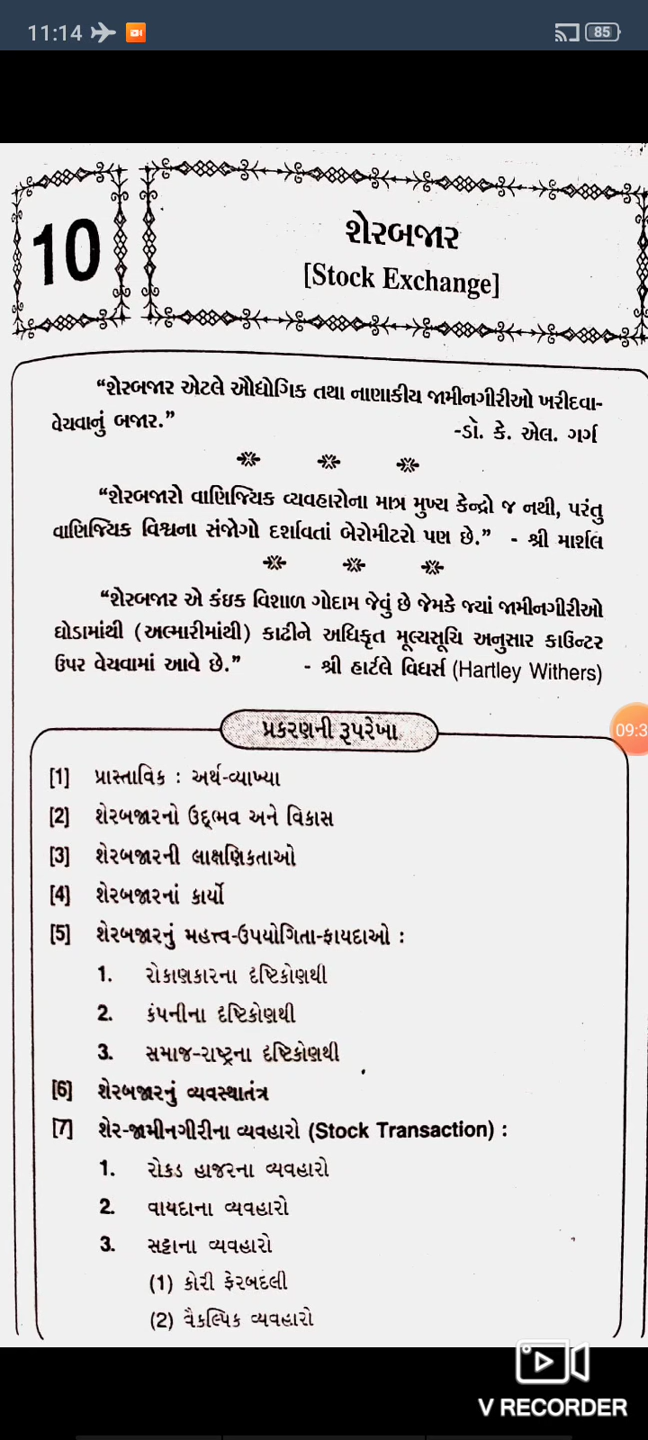 11:14
85
10
શેરબજાર
[Stock Exchange]
“શેરબજાર એટલે ઔદ્યોગિક તથા નાણાકીય જામીનગીરીઓ ખરીદવા-
વેચવાનું બજાર.” -ડૉ. કે. એલ. ગર્ગ
“શેરબજારો વાણિજ્યિક વ્યવહારોના માત્ર મુખ્ય કેન્દ્રો જ નથી, પરંતુ
વાણિજ્યિક વિશ્વના સંજોગો દર્શાવતાં બેરોમીટરો પણ છે.” - શ્રી માર્શલ
“શેરબજાર એ કંઇક વિશાળ ગોદામ જેવું છે જેમકે જ્યાં જામીનગીરીઓ
ઘોડામાંથી (અલ્મારીમાંથી) કાઢીને અધિકૃત મૂલ્યસૂચિ અનુસાર કાઉન્ટર
ઉપર વેચવામાં આવે છે.” - શ્રી હાર્ટલે વિધર્સ (Hartley Withers)
પ્રકરણની રૂપરેખા
09:3
[1] પ્રાસ્તાવિક : અર્થ-વ્યાખ્યા
[2] શેરબજારનો ઉદ્ભવ અને વિકાસ
[3] શેરબજારની લાક્ષણિકતાઓ
[4] શેરબજારનાં કાર્યો
[5] શેરબજારનું મહત્ત્વ-ઉપયોગિતા-ફાયદાઓ :
1. રોકાણકારના દૃષ્ટિકોણથી
2. કંપનીના દૃષ્ટિકોણથી
3. સમાજ-રાષ્ટ્રના દૃષ્ટિકોણથી
[6] શેરબજારનું વ્યવસ્થાતંત્ર
[7] શેર-જામીનગીરીના વ્યવહારો (Stock Transaction) :
1. રોકડ હાજરના વ્યવહારો
2. વાયદાના વ્યવહારો
3. સટ્ટાના વ્યવહારો
(1) કોરી ફેરબદલી
(2) વૈકલ્પિક વ્યવહારો
V RECORDER